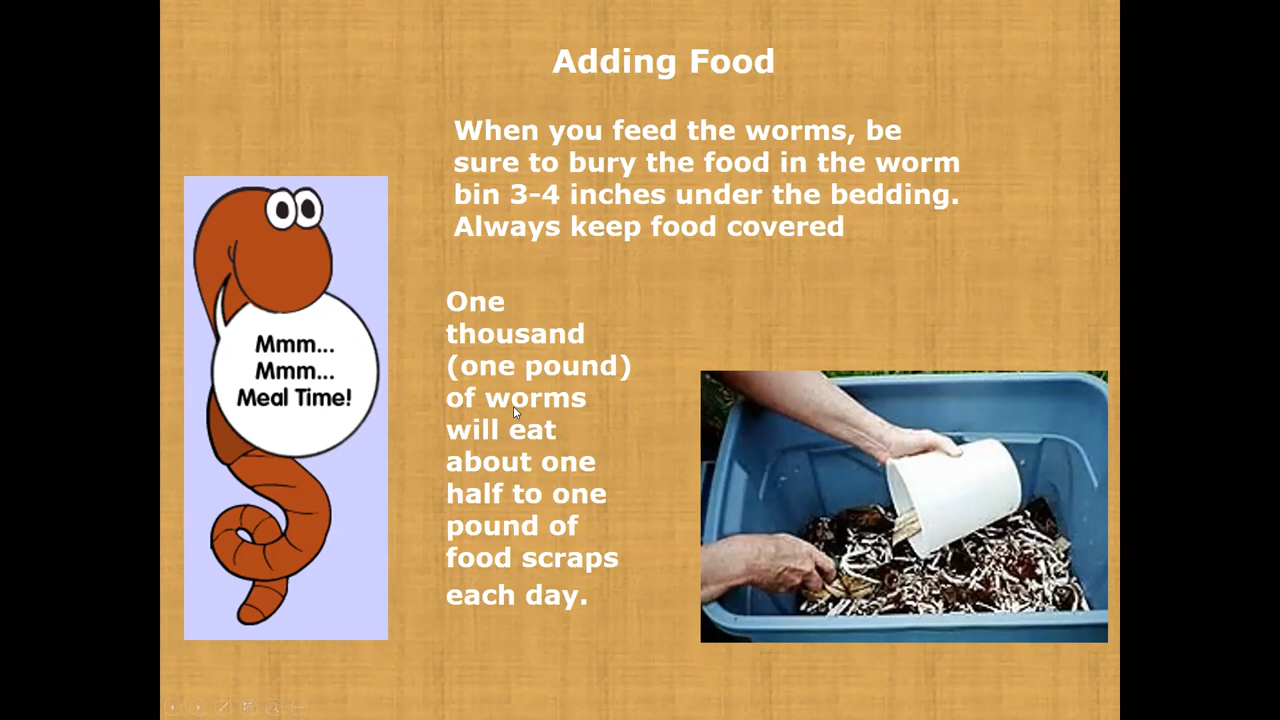 Adding Food
When you feed the worms, be
sure to bury the food in the worm
bin 3-4 inches under the bedding.
Always keep food covered
Mmm...
Mmm...
Meal Time!
One
thousand
(one pound)
of worms
will eat
about one
half to one
pound of
food scraps
each day.